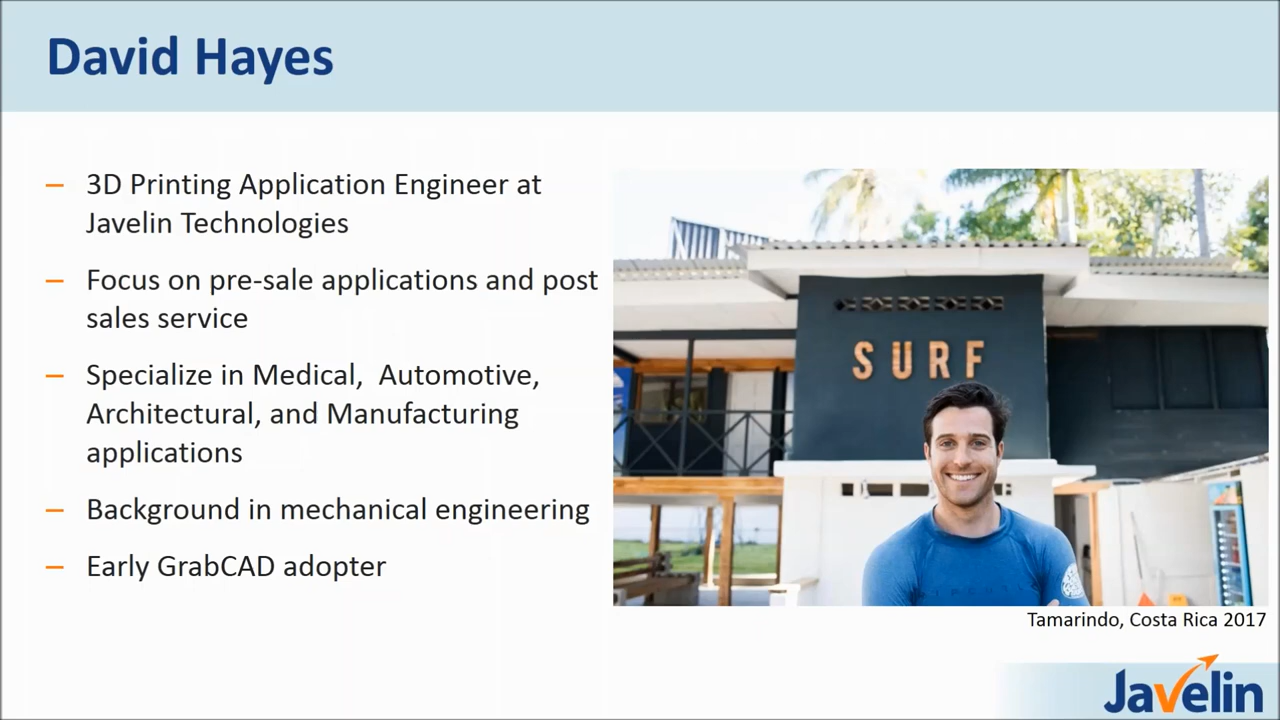 David Hayes
– 3D Printing Application Engineer at
Javelin Technologies
– Focus on pre-sale applications and post
sales service
– Specialize in Medical,  Automotive,
Architectural, and Manufacturing
applications
– Background in mechanical engineering
– Early GrabCAD adopter
SURF
Tamarindo, Costa Rica 2017
Javelin